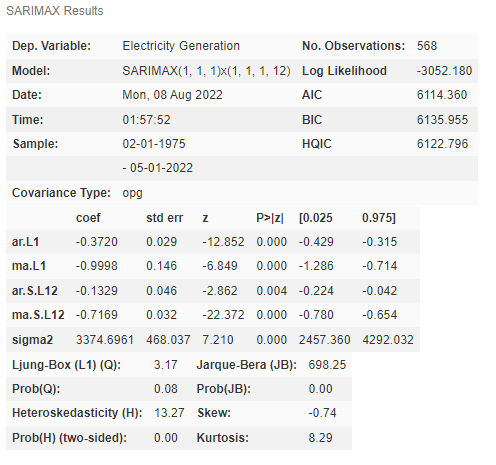 SARIMAX Results
Dep. Variable: Electricity Generation No. Observations: 568
Model: SARIMAX(1, 1, 1)x(1, 1, 1, 12) Log Likelihood -3052.180
Date: Mon, 08 Aug 2022 AIC 6114.360
Time: 01:57:52 BIC 6135.955
Sample: 02-01-1975 HQIC 6122.796
- 05-01-2022
Covariance Type: opg
coef std err z P>|z| [0.025 0.975]
ar.L1 -0.3720 0.029 -12.852 0.000 -0.429 -0.315
ma.L1 -0.9998 0.146 -6.849 0.000 -1.286 -0.714
ar.S.L12 -0.1329 0.046 -2.862 0.004 -0.224 -0.042
ma.S.L12 -0.7169 0.032 -22.372 0.000 -0.780 -0.654
sigma2 3374.6961 468.037 7.210 0.000 2457.360 4292.032
Ljung-Box (L1) (Q): 3.17 Jarque-Bera (JB): 698.25
Prob(Q): 0.08 Prob(JB): 0.00
Heteroskedasticity (H): 13.27 Skew: -0.74
Prob(H) (two-sided): 0.00 Kurtosis: 8.29